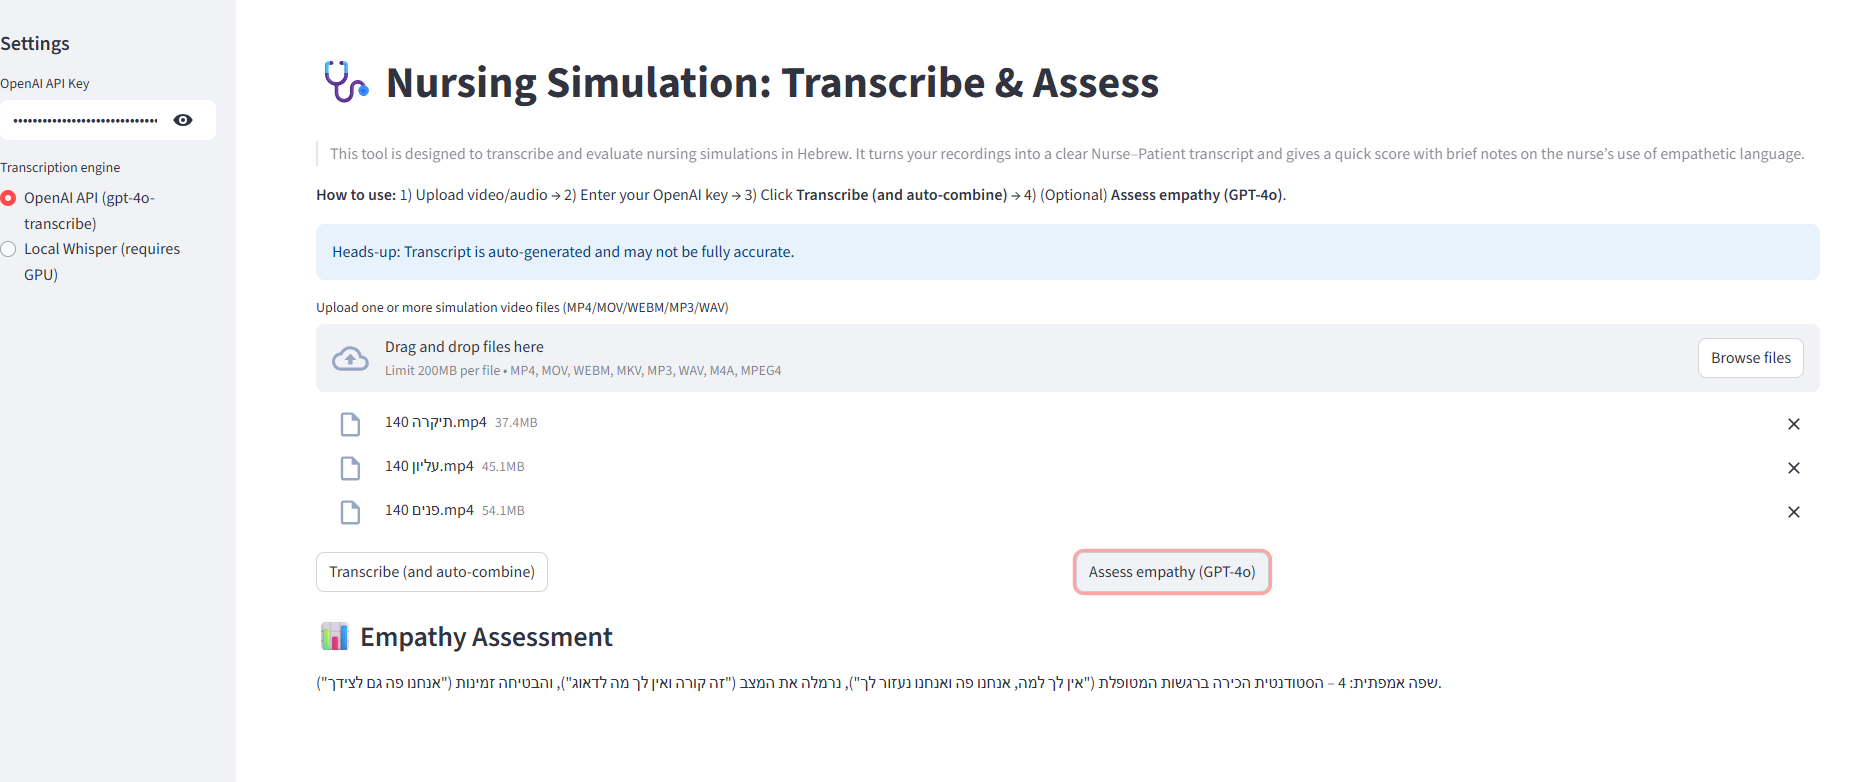 Settings
OpenAI API Key
••••••••••••••••••••••••••••••
Transcription engine
OpenAI API (gpt-4o-
transcribe)
Local Whisper (requires
GPU)
Nursing Simulation: Transcribe & Assess
This tool is designed to transcribe and evaluate nursing simulations in Hebrew. It turns your recordings into a clear Nurse–Patient transcript and gives a quick score with brief notes on the nurse’s use of empathetic language.
How to use: 1) Upload video/audio → 2) Enter your OpenAI key → 3) Click Transcribe (and auto-combine) → 4) (Optional) Assess empathy (GPT-4o).
Heads-up: Transcript is auto-generated and may not be fully accurate.
Upload one or more simulation video files (MP4/MOV/WEBM/MP3/WAV)
Drag and drop files here
Limit 200MB per file • MP4, MOV, WEBM, MKV, MP3, WAV, M4A, MPEG4
Browse files
140 תיקרה.mp4 37.4MB
140 עליון.mp4 45.1MB
140 פנים.mp4 54.1MB
Transcribe (and auto-combine)
Assess empathy (GPT-4o)
Empathy Assessment
שפה אמפתית: 4 – הסטודנטית הכירה ברגשות המטופלת ("אין לך למה, אנחנו פה ואנחנו נעזור לך"), נרמלה את המצב ("זה קורה ואין לך מה לדאוג"), והבטיחה זמינות ("אנחנו פה גם לצידך").